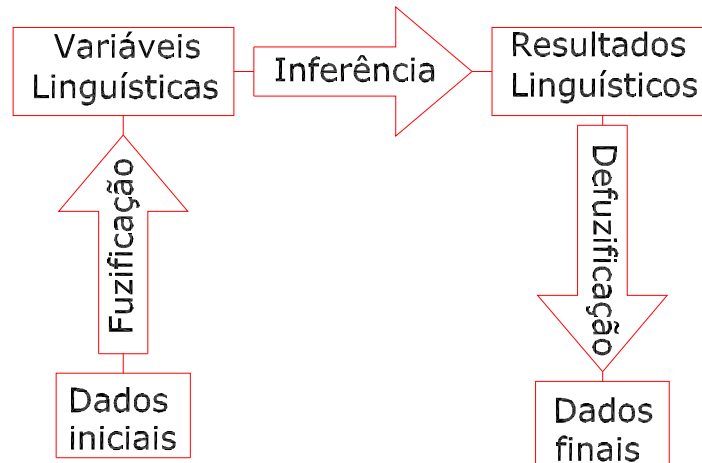 Variáveis
Linguísticas
Inferência
Resultados
Linguísticos
Fuzificação
Defuzificação
Dados
iniciais
Dados
finais